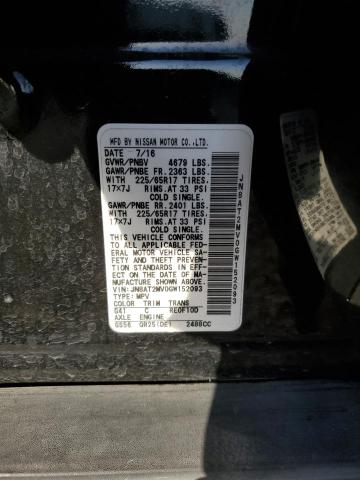 MFD BY NISSAN MOTOR CO.,LTD.
DATE 7/16
GVWR/PNBV 4679 LBS.
GAWR/PNBE FR. 2363 LBS.
WITH 225/65R17 TIRES.
17×7J RIMS.AT 33 PSI
COLD SINGLE.
GAWR/PNBE RR. 2401 LBS.
WITH 225/65R17 TIRES.
17×7J RIMS.AT 33 PSI
COLD SINGLE.
THIS VEHICLE CONFORMS
TO ALL APPLICABLE FED-
ERAL MOTOR VEHICLE SA-
FETY AND THEFT PREVEN-
TION STANDARDS IN EFF-
ECT ON THE DATE OF MA-
NUFACTURE SHOWN ABOVE.
VIN:JN8AT2MV0GW152093
TYPE:MPV
COLOR TRIM TRANS
G41 C RE0F10D
AXLE ENGINE
GS56 QR25(DE) 2488CC
JN8AT2MV0GW152093